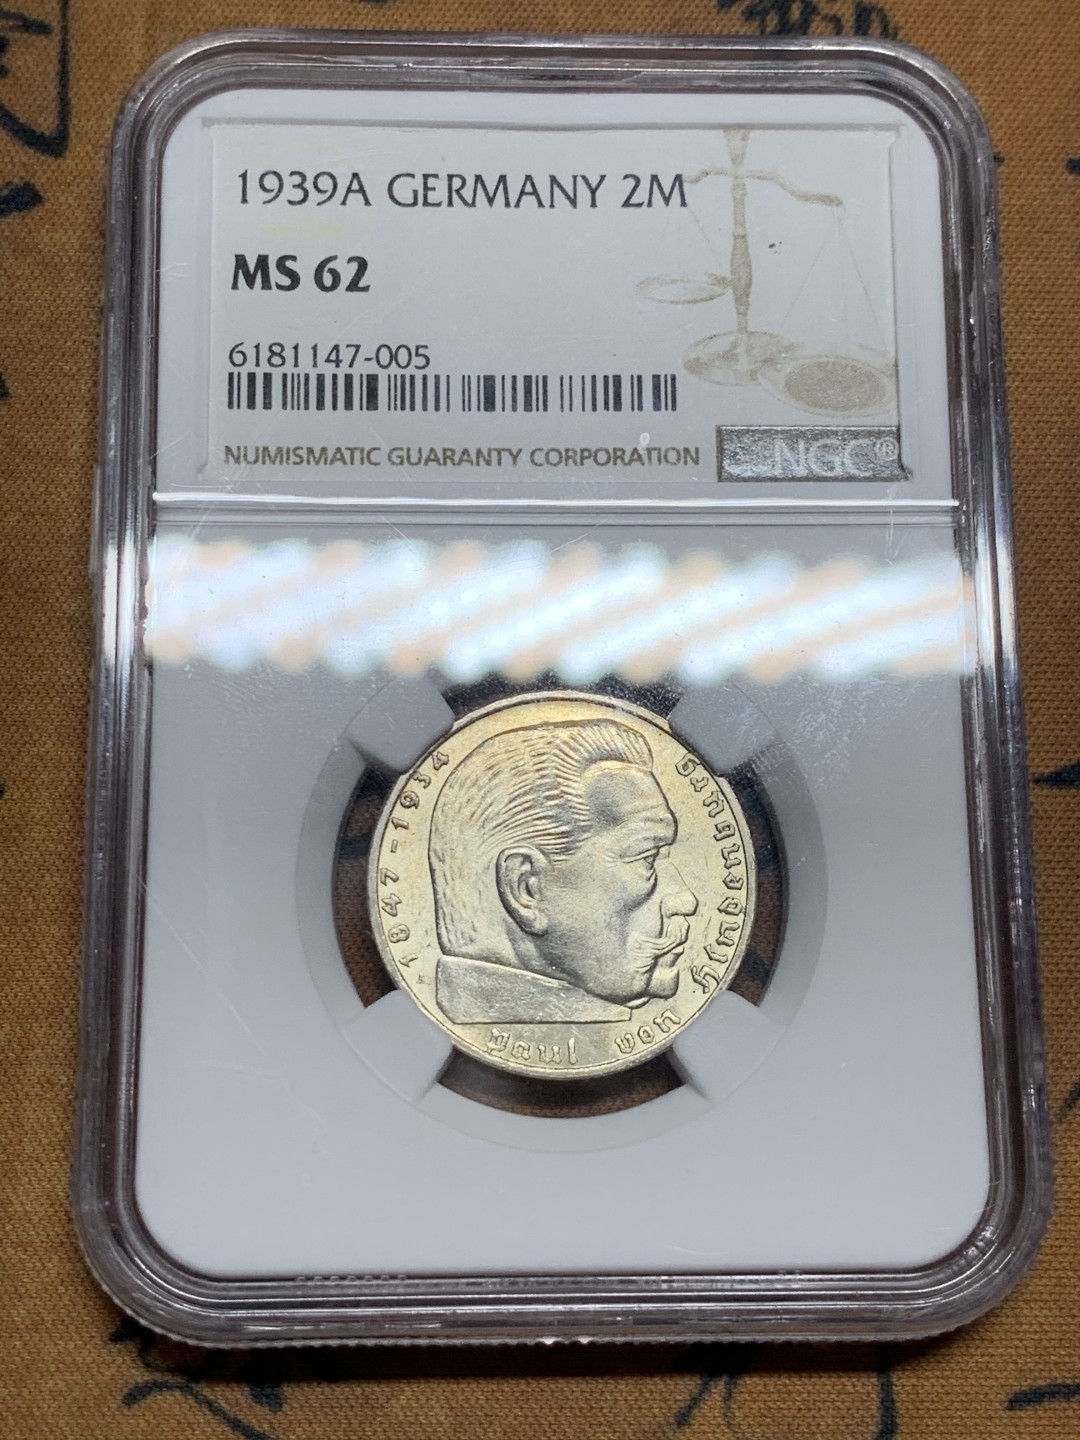 1939A GERMANY 2M
MS 62
6181147-005
NUMISMATIC GUARANTY CORPORATION
NGC®
1847-1934
Paul von Hindenburg